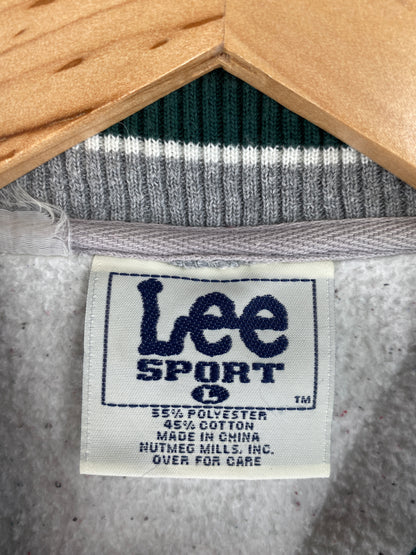 Lee
SPORT
L
TM
55% POLYESTER
45% COTTON
MADE IN CHINA
NUTMEG MILLS, INC.
OVER FOR CARE